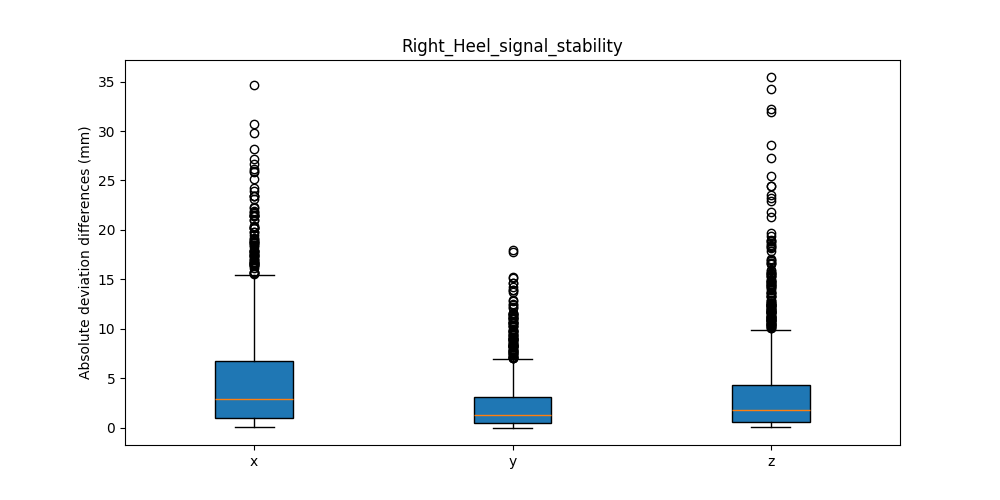 Right_Heel_signal_stability
Absolute deviation differences (mm)
35
30
25
20
15
10
5
0
x
y
z